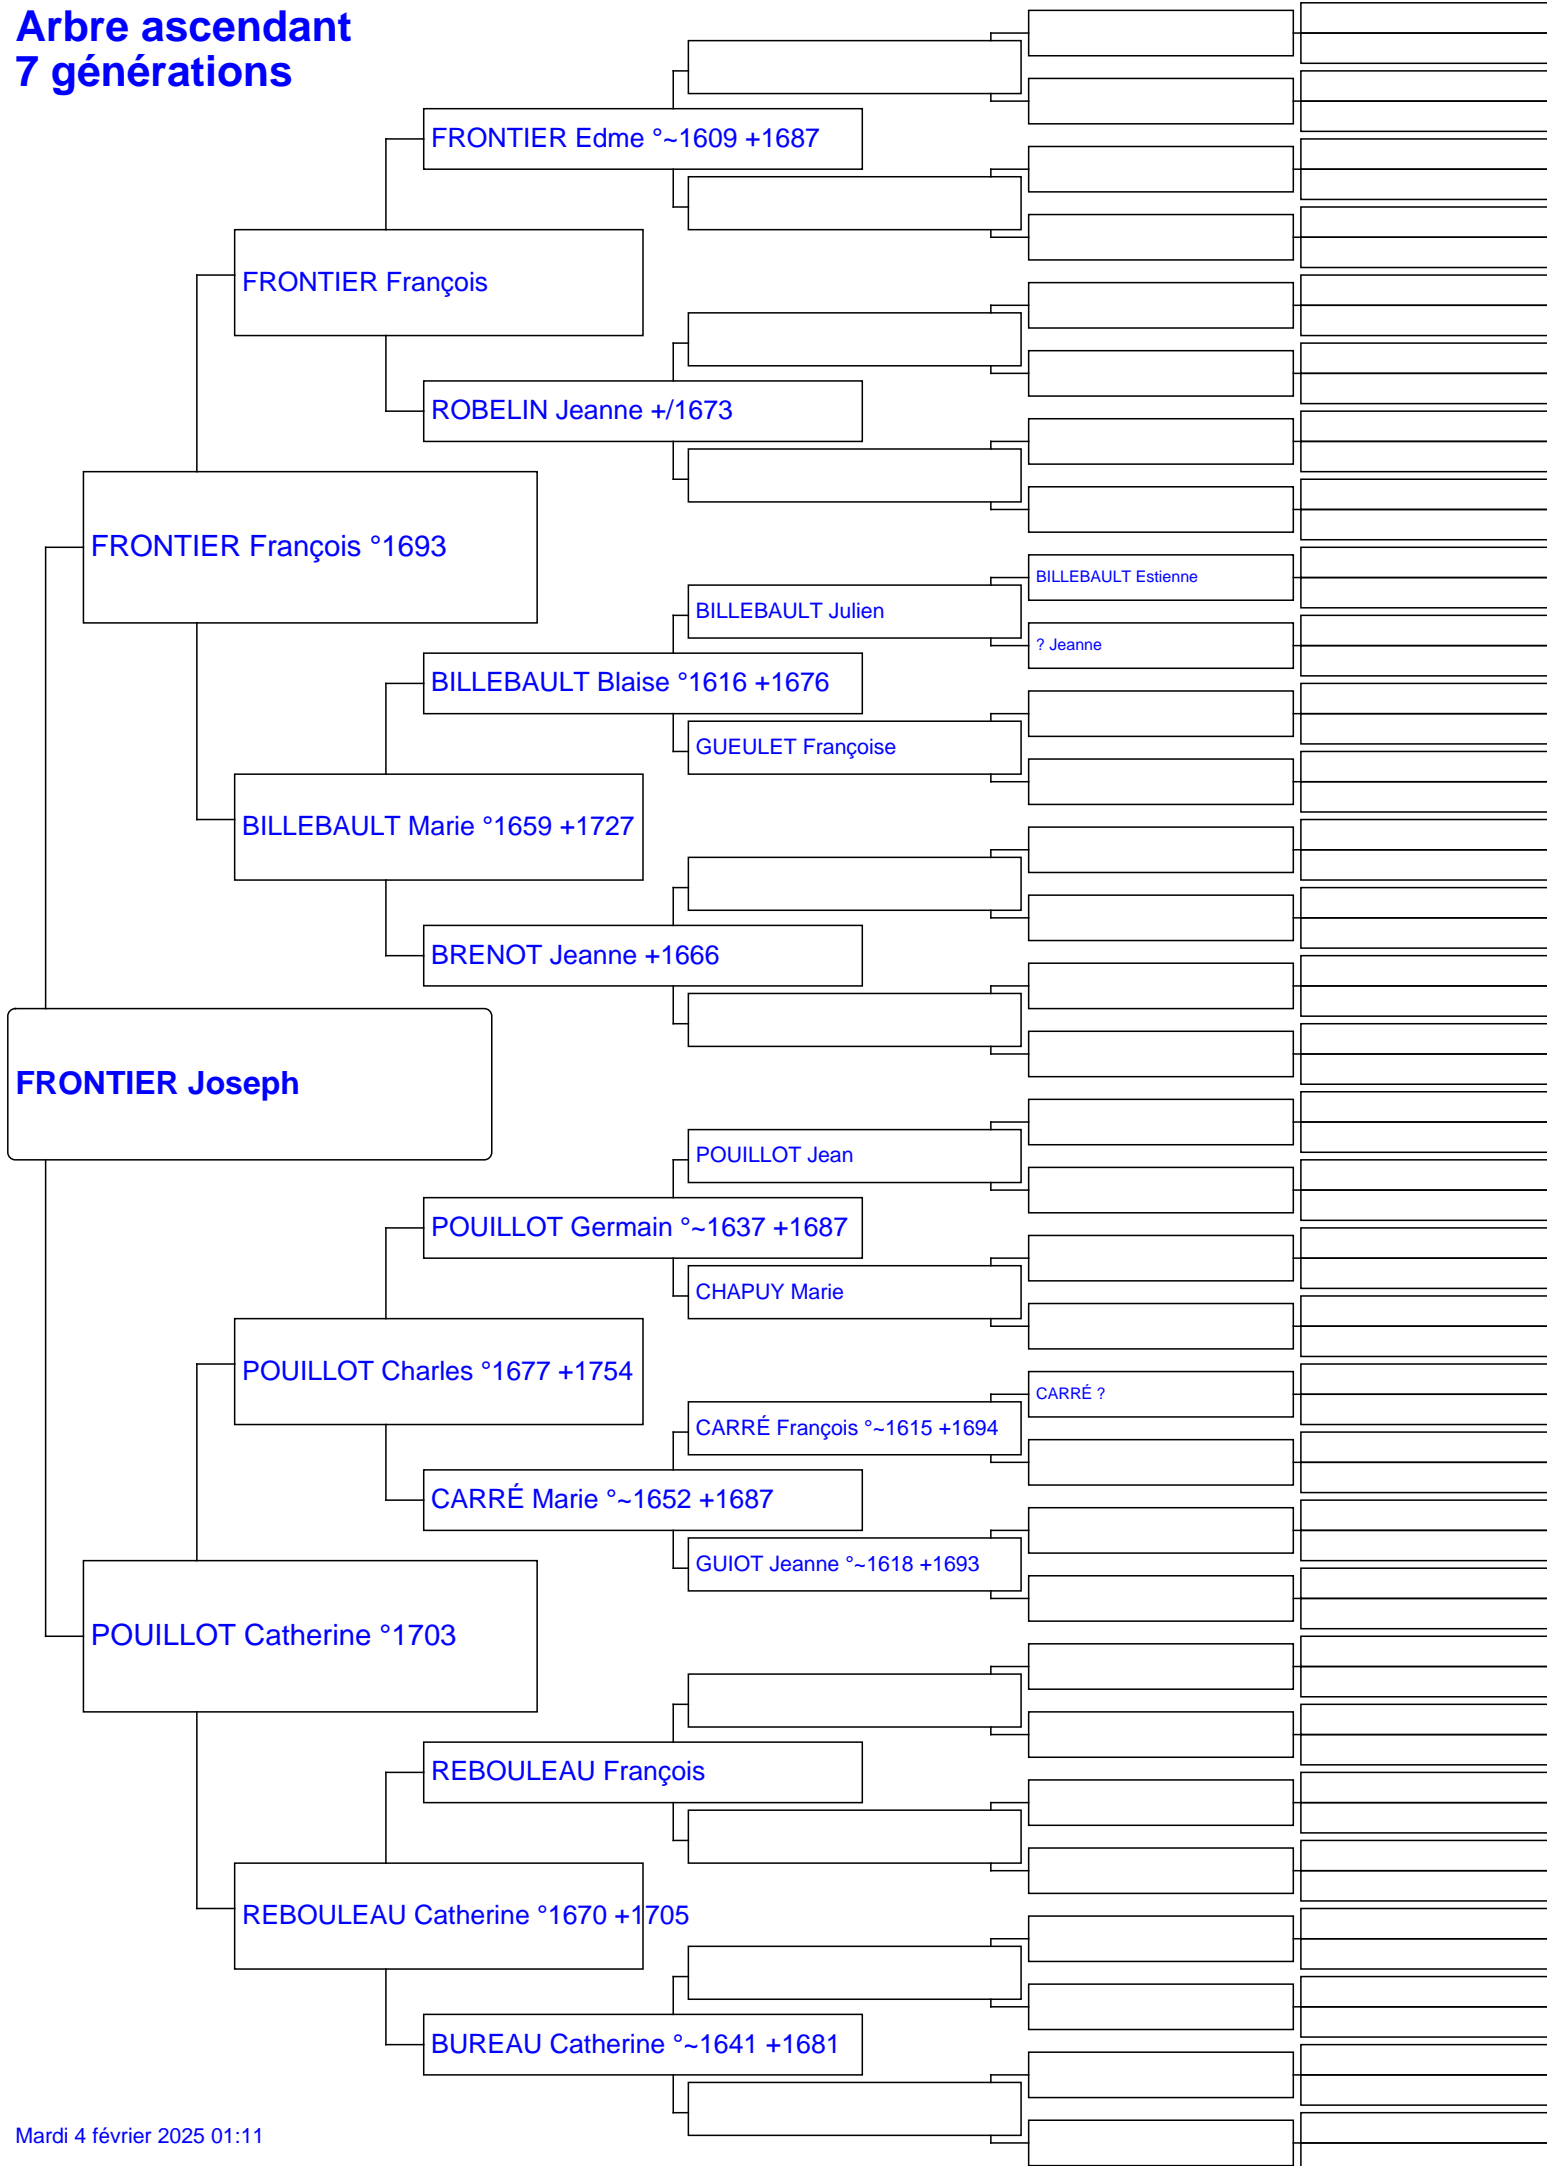 Arbre ascendant
7 générations
FRONTIER Edme °~1609 +1687
FRONTIER François
ROBELIN Jeanne +/1673
FRONTIER François °1693
BILLEBAULT Estienne
BILLEBAULT Julien
? Jeanne
BILLEBAULT Blaise °1616 +1676
GUEULET Françoise
BILLEBAULT Marie °1659 +1727
BRENOT Jeanne +1666
FRONTIER Joseph
POUILLOT Jean
POUILLOT Germain °~1637 +1687
CHAPUY Marie
POUILLOT Charles °1677 +1754
CARRÉ ?
CARRÉ François °~1615 +1694
CARRÉ Marie °~1652 +1687
GUIOT Jeanne °~1618 +1693
POUILLOT Catherine °1703
REBOULEAU François
REBOULEAU Catherine °1670 +1705
BUREAU Catherine °~1641 +1681
Mardi 4 février 2025 01:11